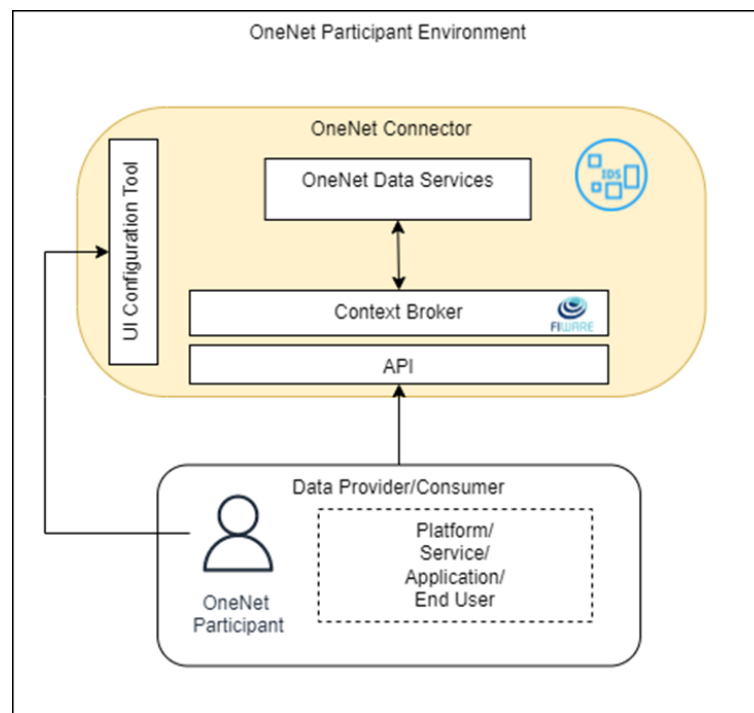 OneNet Participant Environment
OneNet Connector
UI Configuration Tool
OneNet Data Services
IDS
Context Broker
FIWARE
API
Data Provider/Consumer
Platform/
Service/
Application/
End User
OneNet
Participant